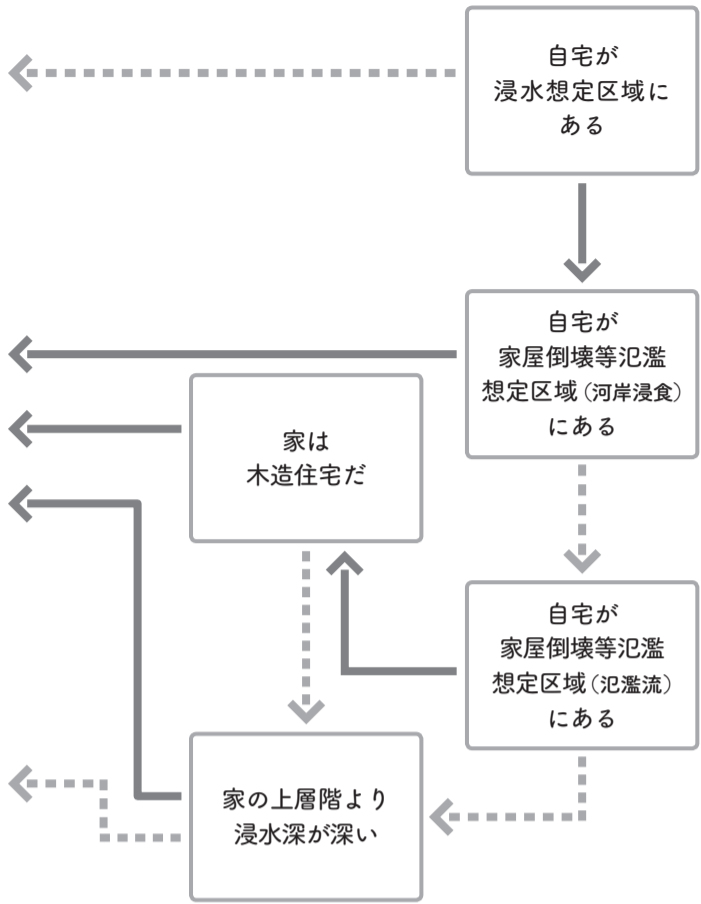 自宅が
浸水想定区域に
ある
自宅が
家屋倒壊等氾濫
想定区域（河岸浸食）
にある
家は
木造住宅だ
自宅が
家屋倒壊等氾濫
想定区域（氾濫流）
にある
家の上層階より
浸水深が深い